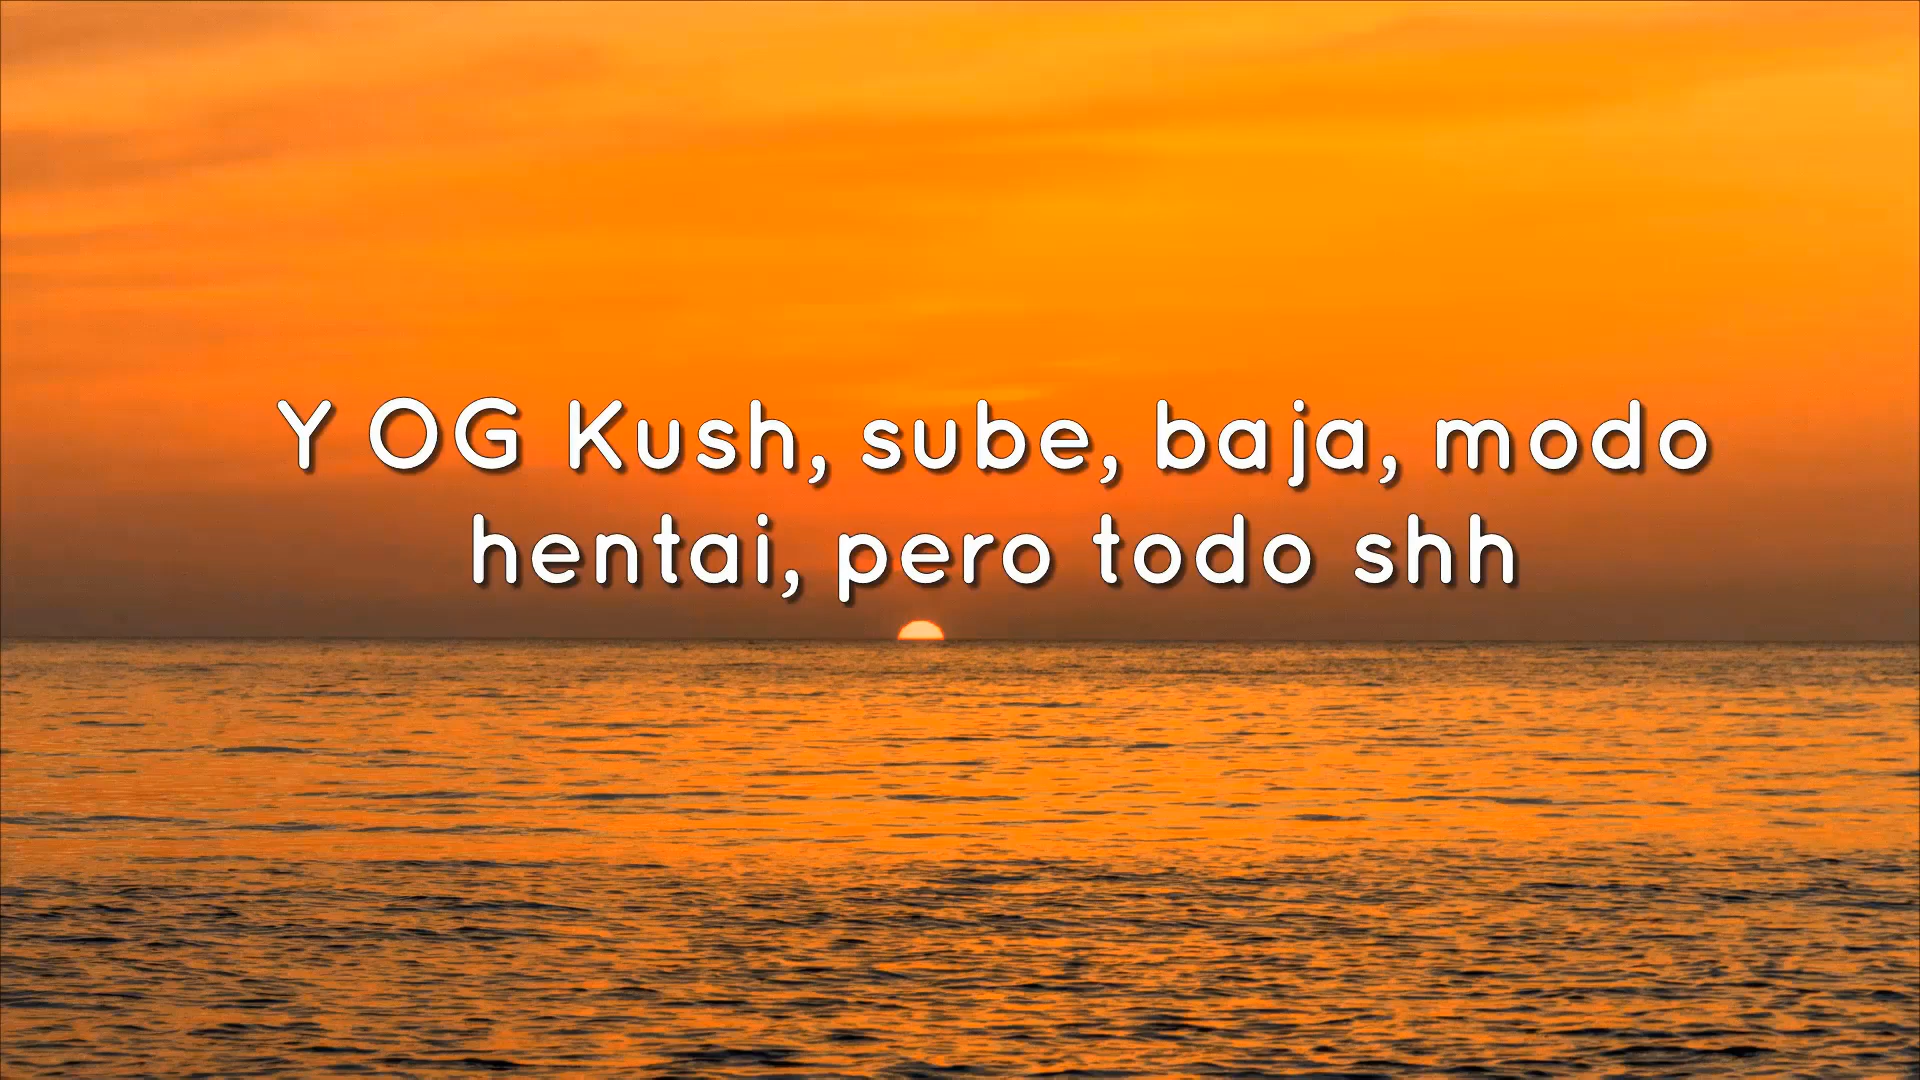 Y OG Kush, sube, baja, modo
hentai, pero todo shh